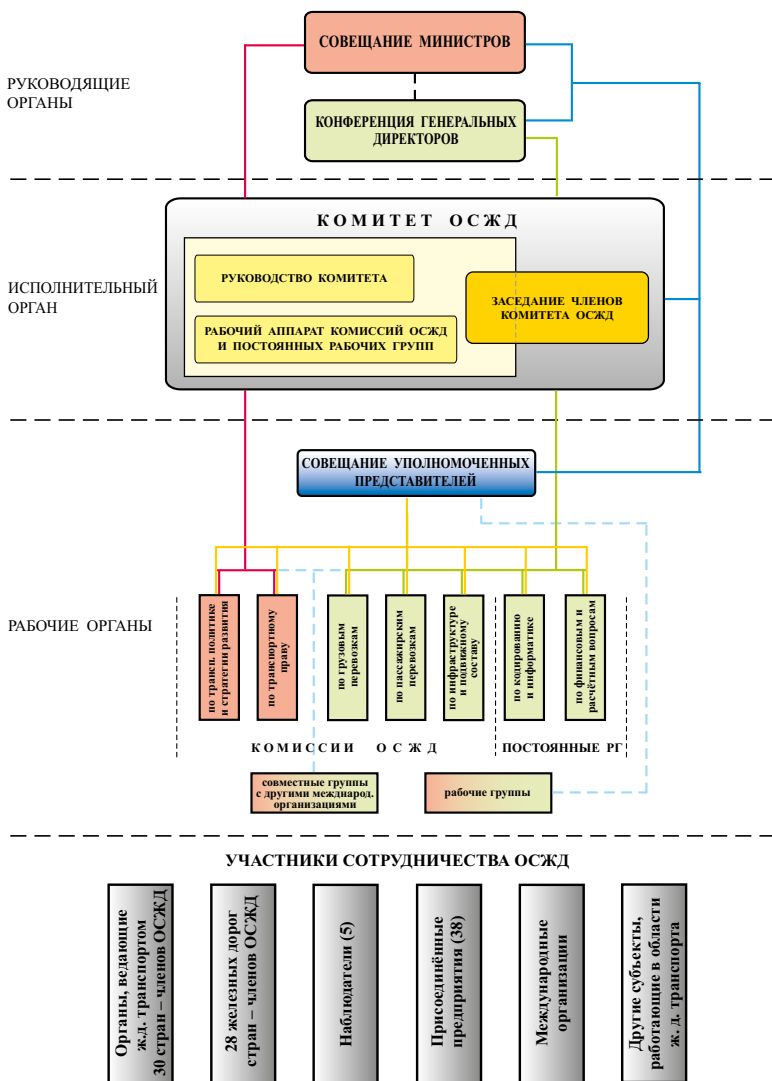 СОВЕЩАНИЕ МИНИСТРОВ
РУКОВОДЯЩИЕ
ОРГАНЫ
КОНФЕРЕНЦИЯ ГЕНЕРАЛЬНЫХ
ДИРЕКТОРОВ
КОМИТЕТ ОСЖД
РУКОВОДСТВО КОМИТЕТА
ИСПОЛНИТЕЛЬНЫЙ
ОРГАН
ЗАСЕДАНИЕ ЧЛЕНОВ
КОМИТЕТА ОСЖД
РАБОЧИЙ АППАРАТ КОМИССИЙ ОСЖД
И ПОСТОЯННЫХ РАБОЧИХ ГРУПП
СОВЕЩАНИЕ УПОЛНОМОЧЕННЫХ
ПРЕДСТАВИТЕЛЕЙ
РАБОЧИЕ ОРГАНЫ
по трансп. политике
и стратегии развития
по транспортному
праву
по грузовым
перевозкам
по пассажирским
перевозкам
по инфраструктуре
и подвижному
составу
по кодированию
и информатике
по финансовым и
расчётным вопросам
КОМИССИИ ОСЖД
ПОСТОЯННЫЕ РГ
совместные группы
с другими международ.
организациями
рабочие группы
УЧАСТНИКИ СОТРУДНИЧЕСТВА ОСЖД
Органы, ведающие
ж.д. транспортом
30 стран – членов ОСЖД
28 железных дорог
стран – членов ОСЖД
Наблюдатели (5)
Присоединённые
предприятия (38)
Международные
организации
Другие субъекты,
работающие в области
ж. д. транспорта